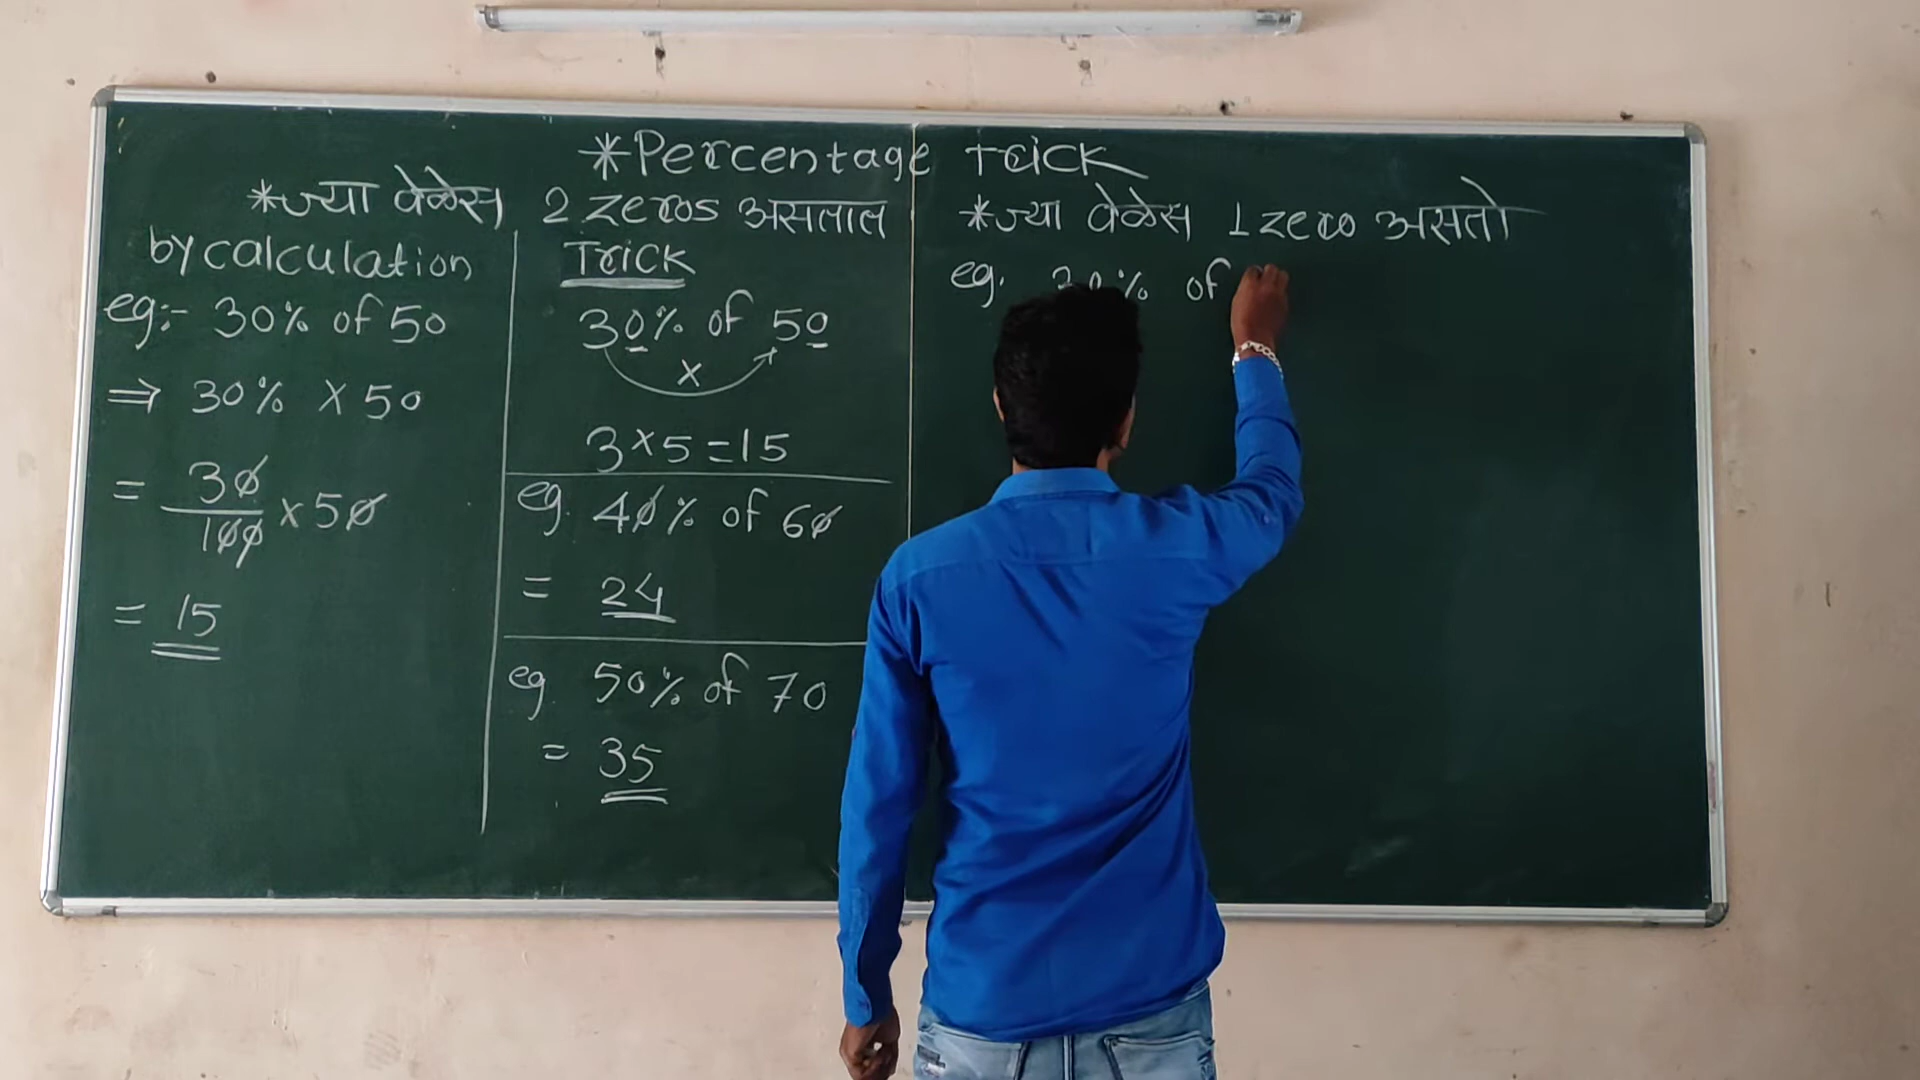 *Percentage TRICK
*ज्या वेळेस 2 zeros असतात
by calculation
eg:- 30% of 50
⇒ 30% × 50
= 30/100 × 50
= 15
TRICK
30% of 50
×
3×5=15
eg. 40% of 60
= 24
eg. 50% of 70
= 35
*ज्या वेळेस 1 zero असतो
eg. 30% of